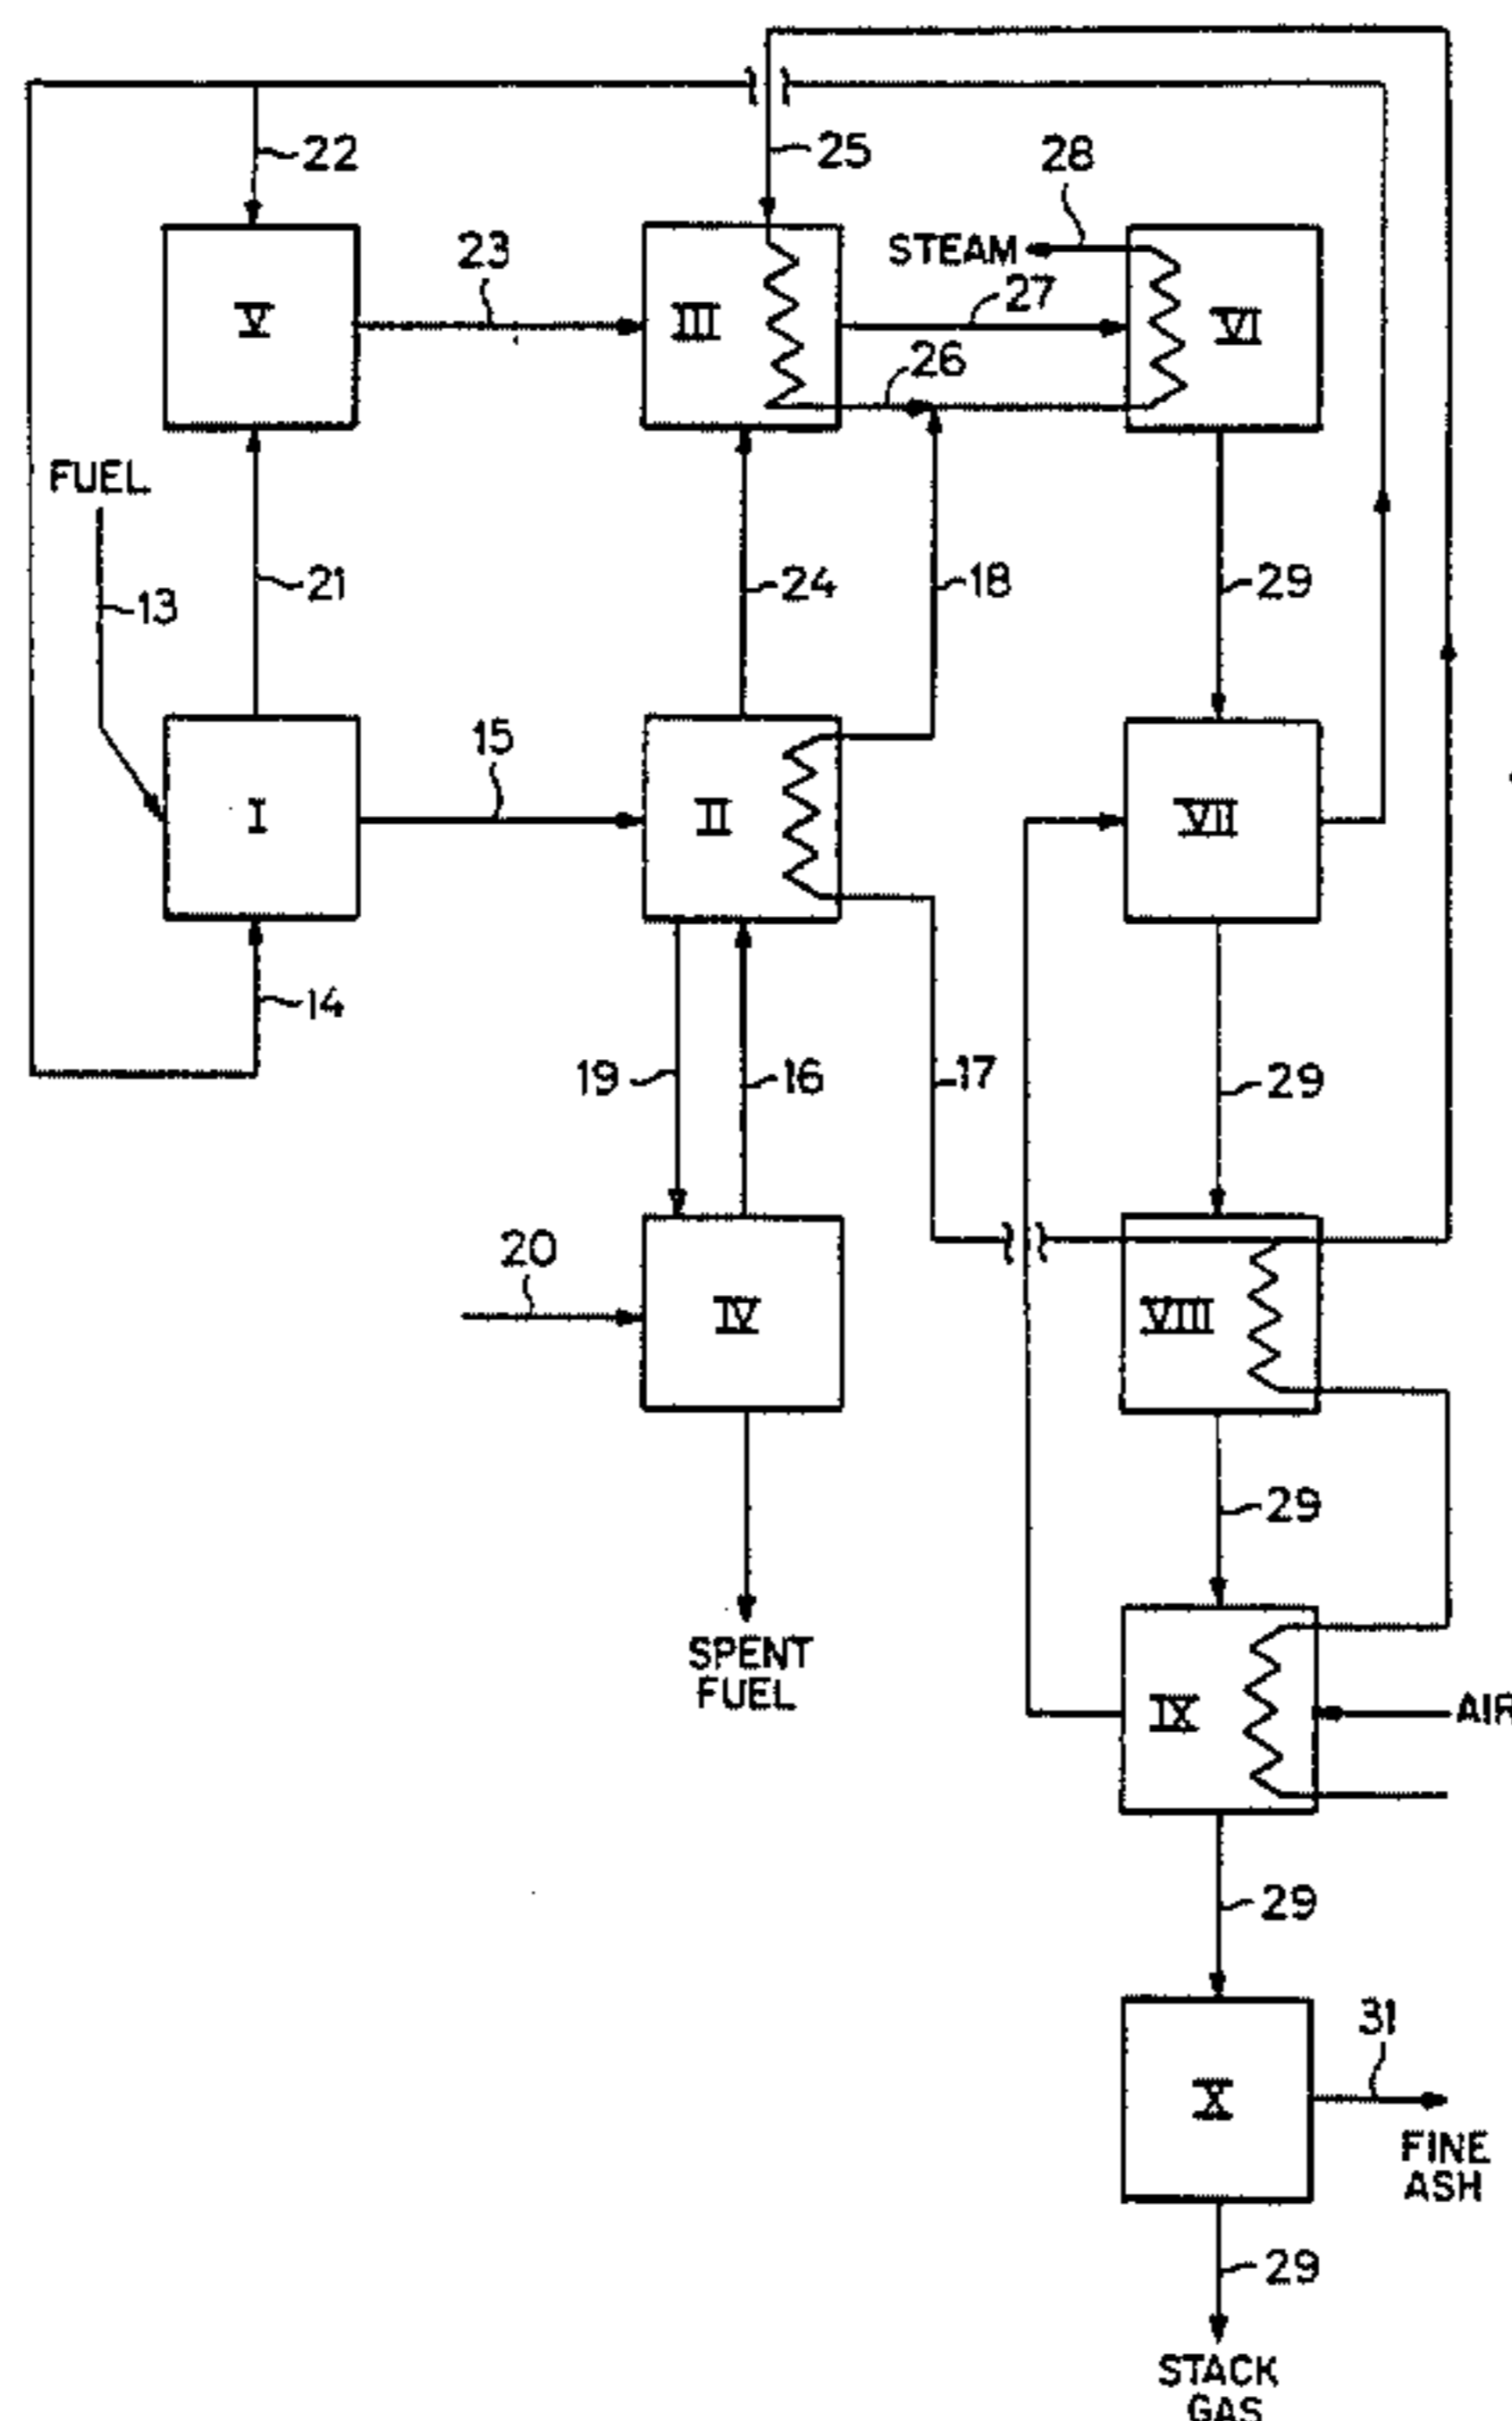 22
25
28
23
STEAM
27
V
III
VI
26
FUEL
13
21
24
18
29
15
I
II
VII
14
19
16
17
29
20
IV
VIII
29
SPENT
FUEL
IX
AIR
29
31
X
FINE
ASH
29
STACK
GAS